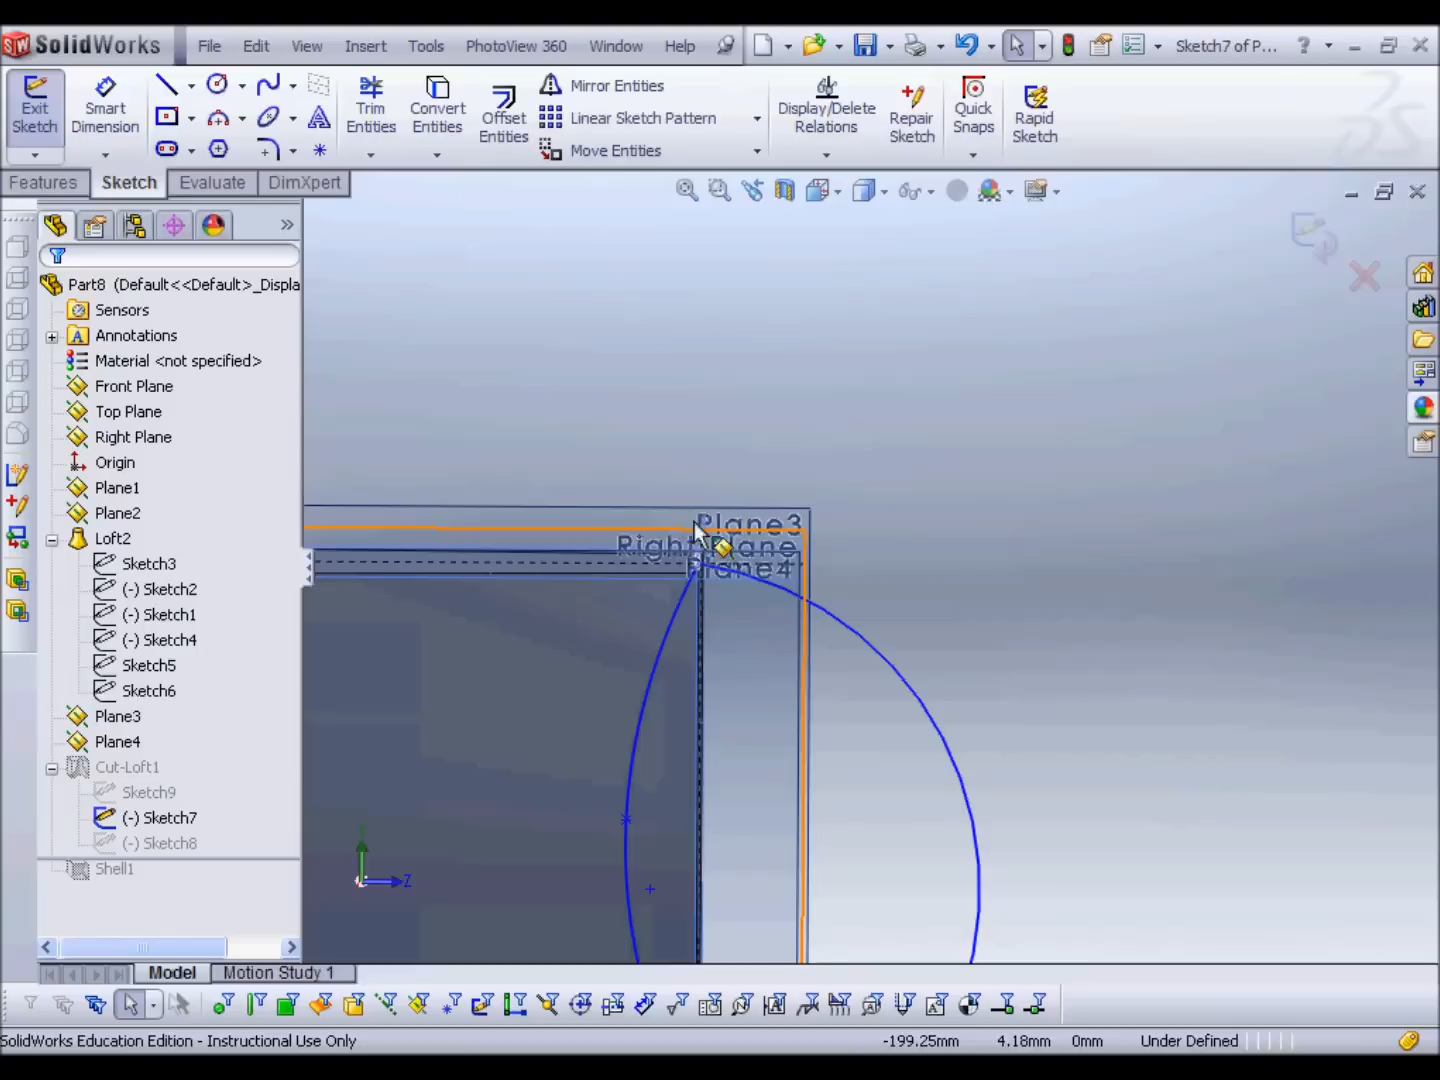 SolidWorks File Edit View Insert Tools PhotoView 360 Window Help Sketch7 of P... ?
Exit Sketch
Smart Dimension
Trim Entities
Convert Entities
Offset Entities
Mirror Entities
Linear Sketch Pattern
Move Entities
Display/Delete Relations
Repair Sketch
Quick Snaps
Rapid Sketch
Features Sketch Evaluate DimXpert
Part8 (Default<<Default>_Displa
Sensors
Annotations
Material <not specified>
Front Plane
Top Plane
Right Plane
Origin
Plane1
Plane2
Loft2
Sketch3
(-) Sketch2
(-) Sketch1
(-) Sketch4
Sketch5
Sketch6
Plane3
Plane4
Cut-Loft1
Sketch9
(-) Sketch7
(-) Sketch8
Shell1
Plane3
Right Plane
Plane4
Z
Model Motion Study 1
SolidWorks Education Edition - Instructional Use Only -199.25mm 4.18mm 0mm Under Defined